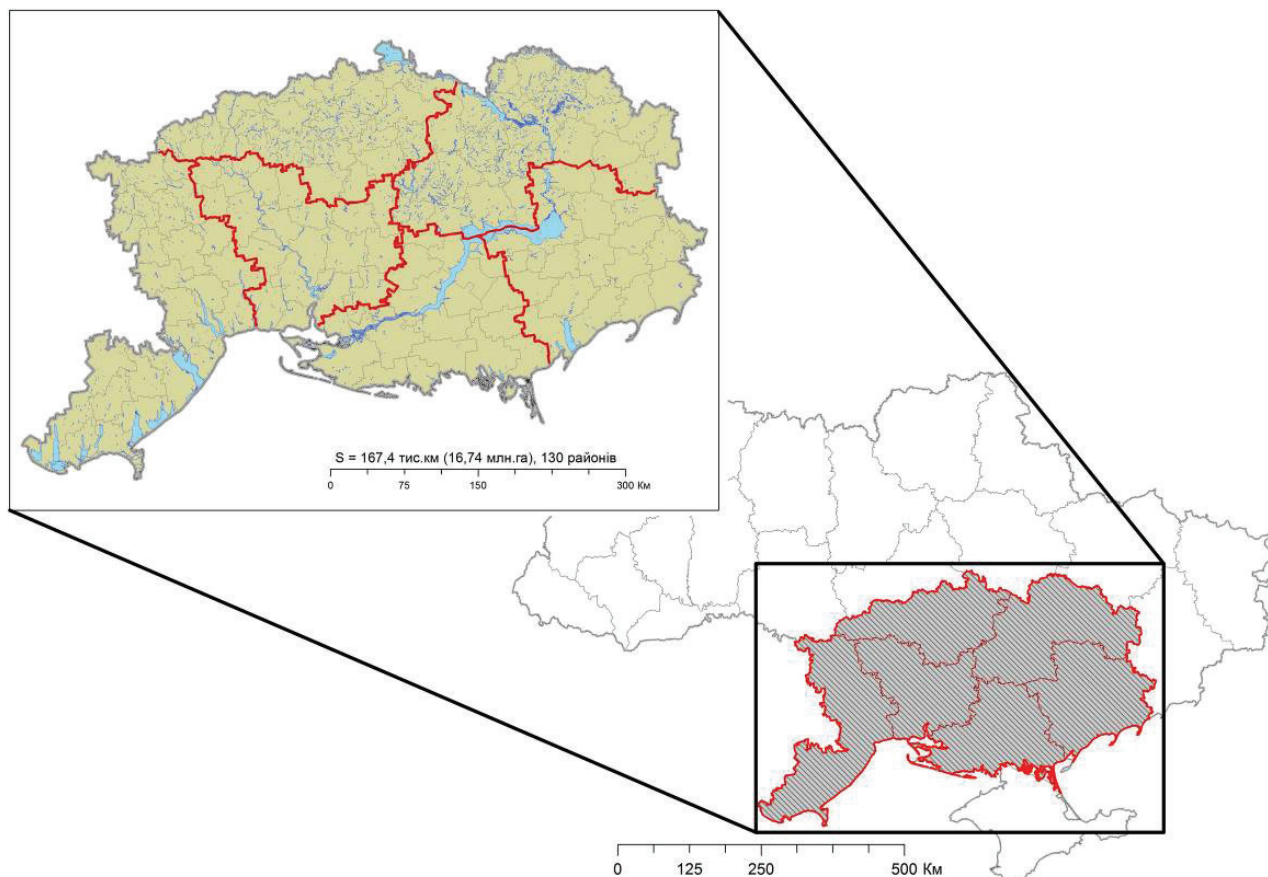 S = 167,4 тис.км (16,74 млн.га), 130 районів
0 75 150 300 Км
0 125 250 500 Км